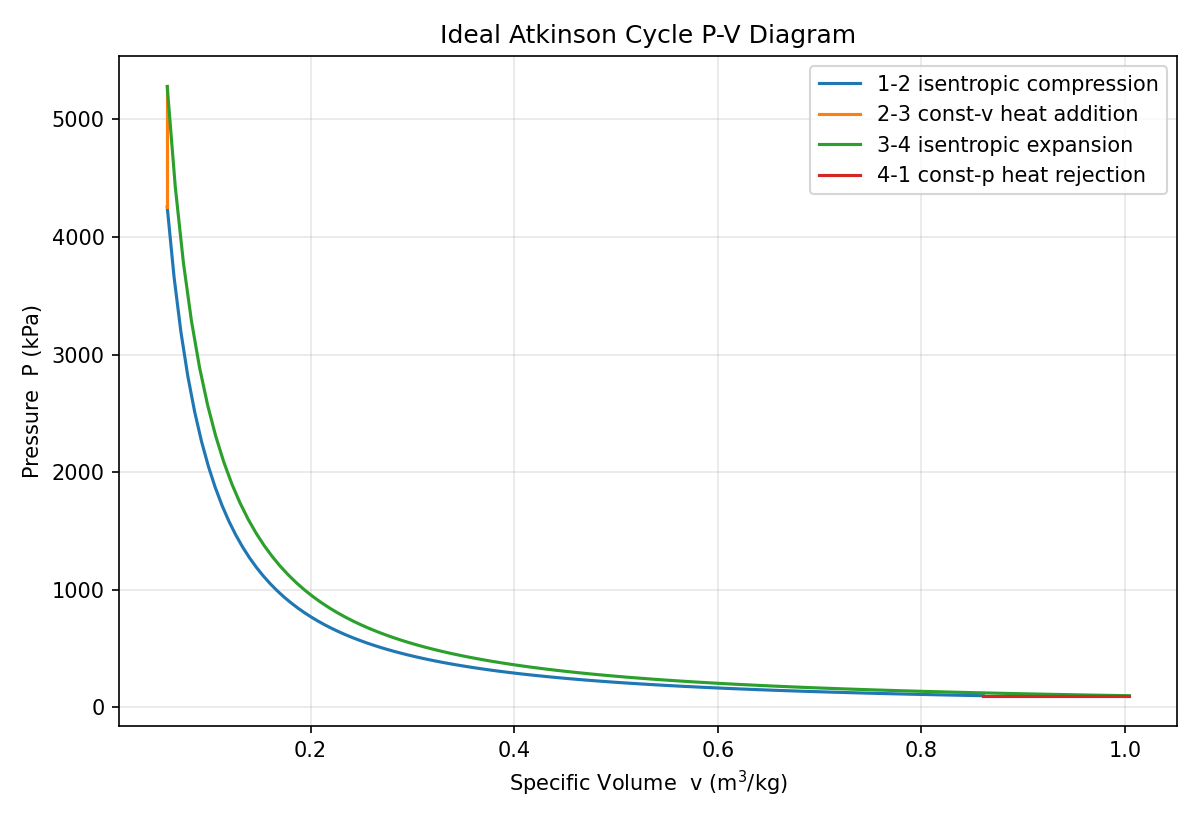 Ideal Atkinson Cycle P-V Diagram
1-2 isentropic compression
2-3 const-v heat addition
3-4 isentropic expansion
4-1 const-p heat rejection
Pressure P (kPa)
5000
4000
3000
2000
1000
0
0.2 0.4 0.6 0.8 1.0
Specific Volume v (m³/kg)